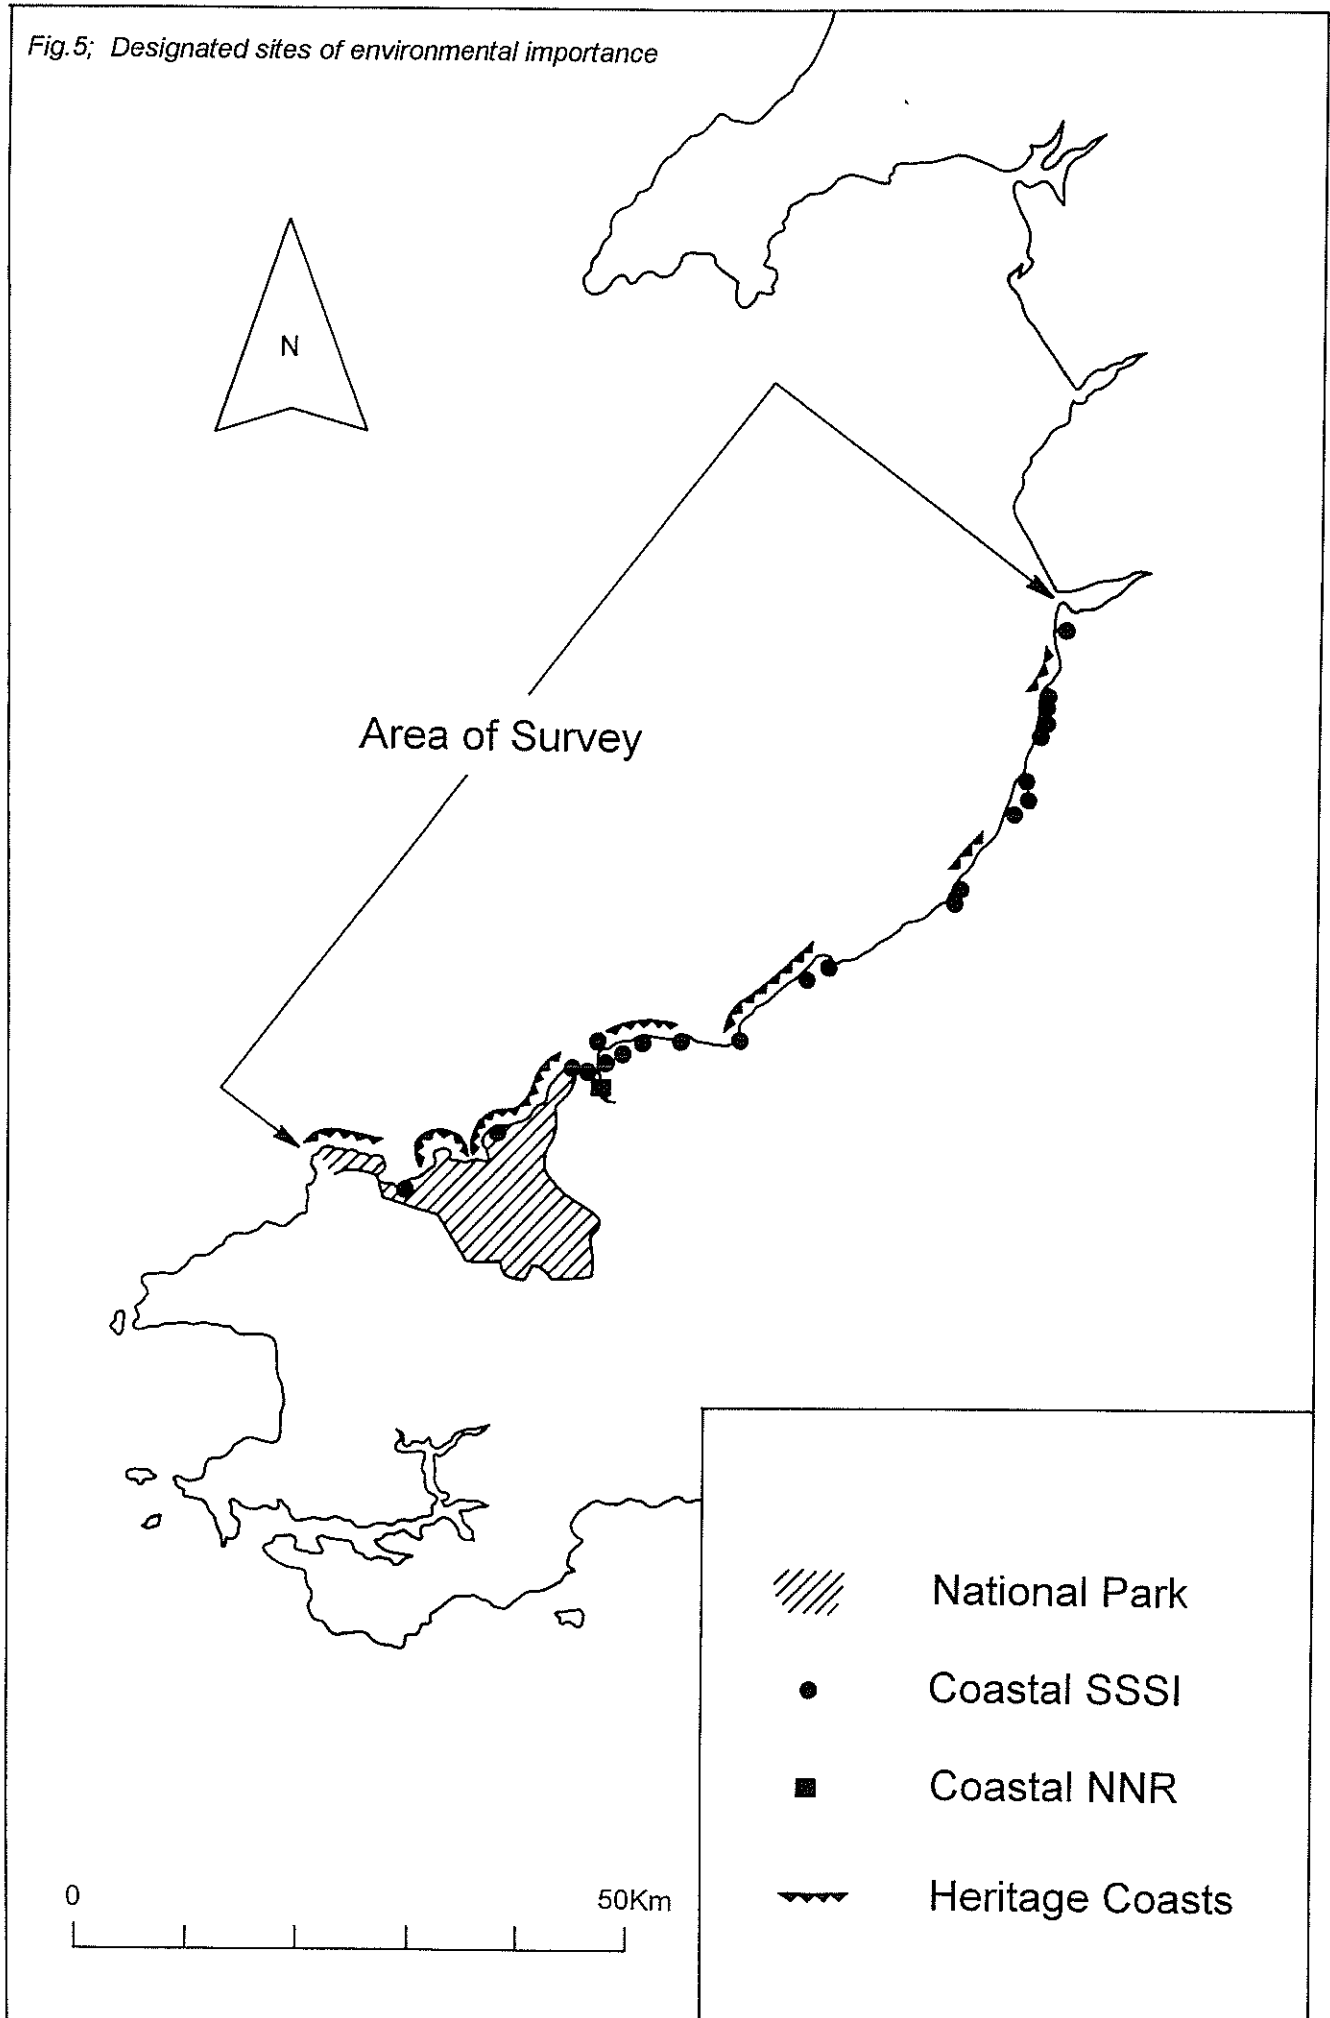 Fig.5; Designated sites of environmental importance
N
Area of Survey
National Park
Coastal SSSI
Coastal NNR
Heritage Coasts
0 50Km